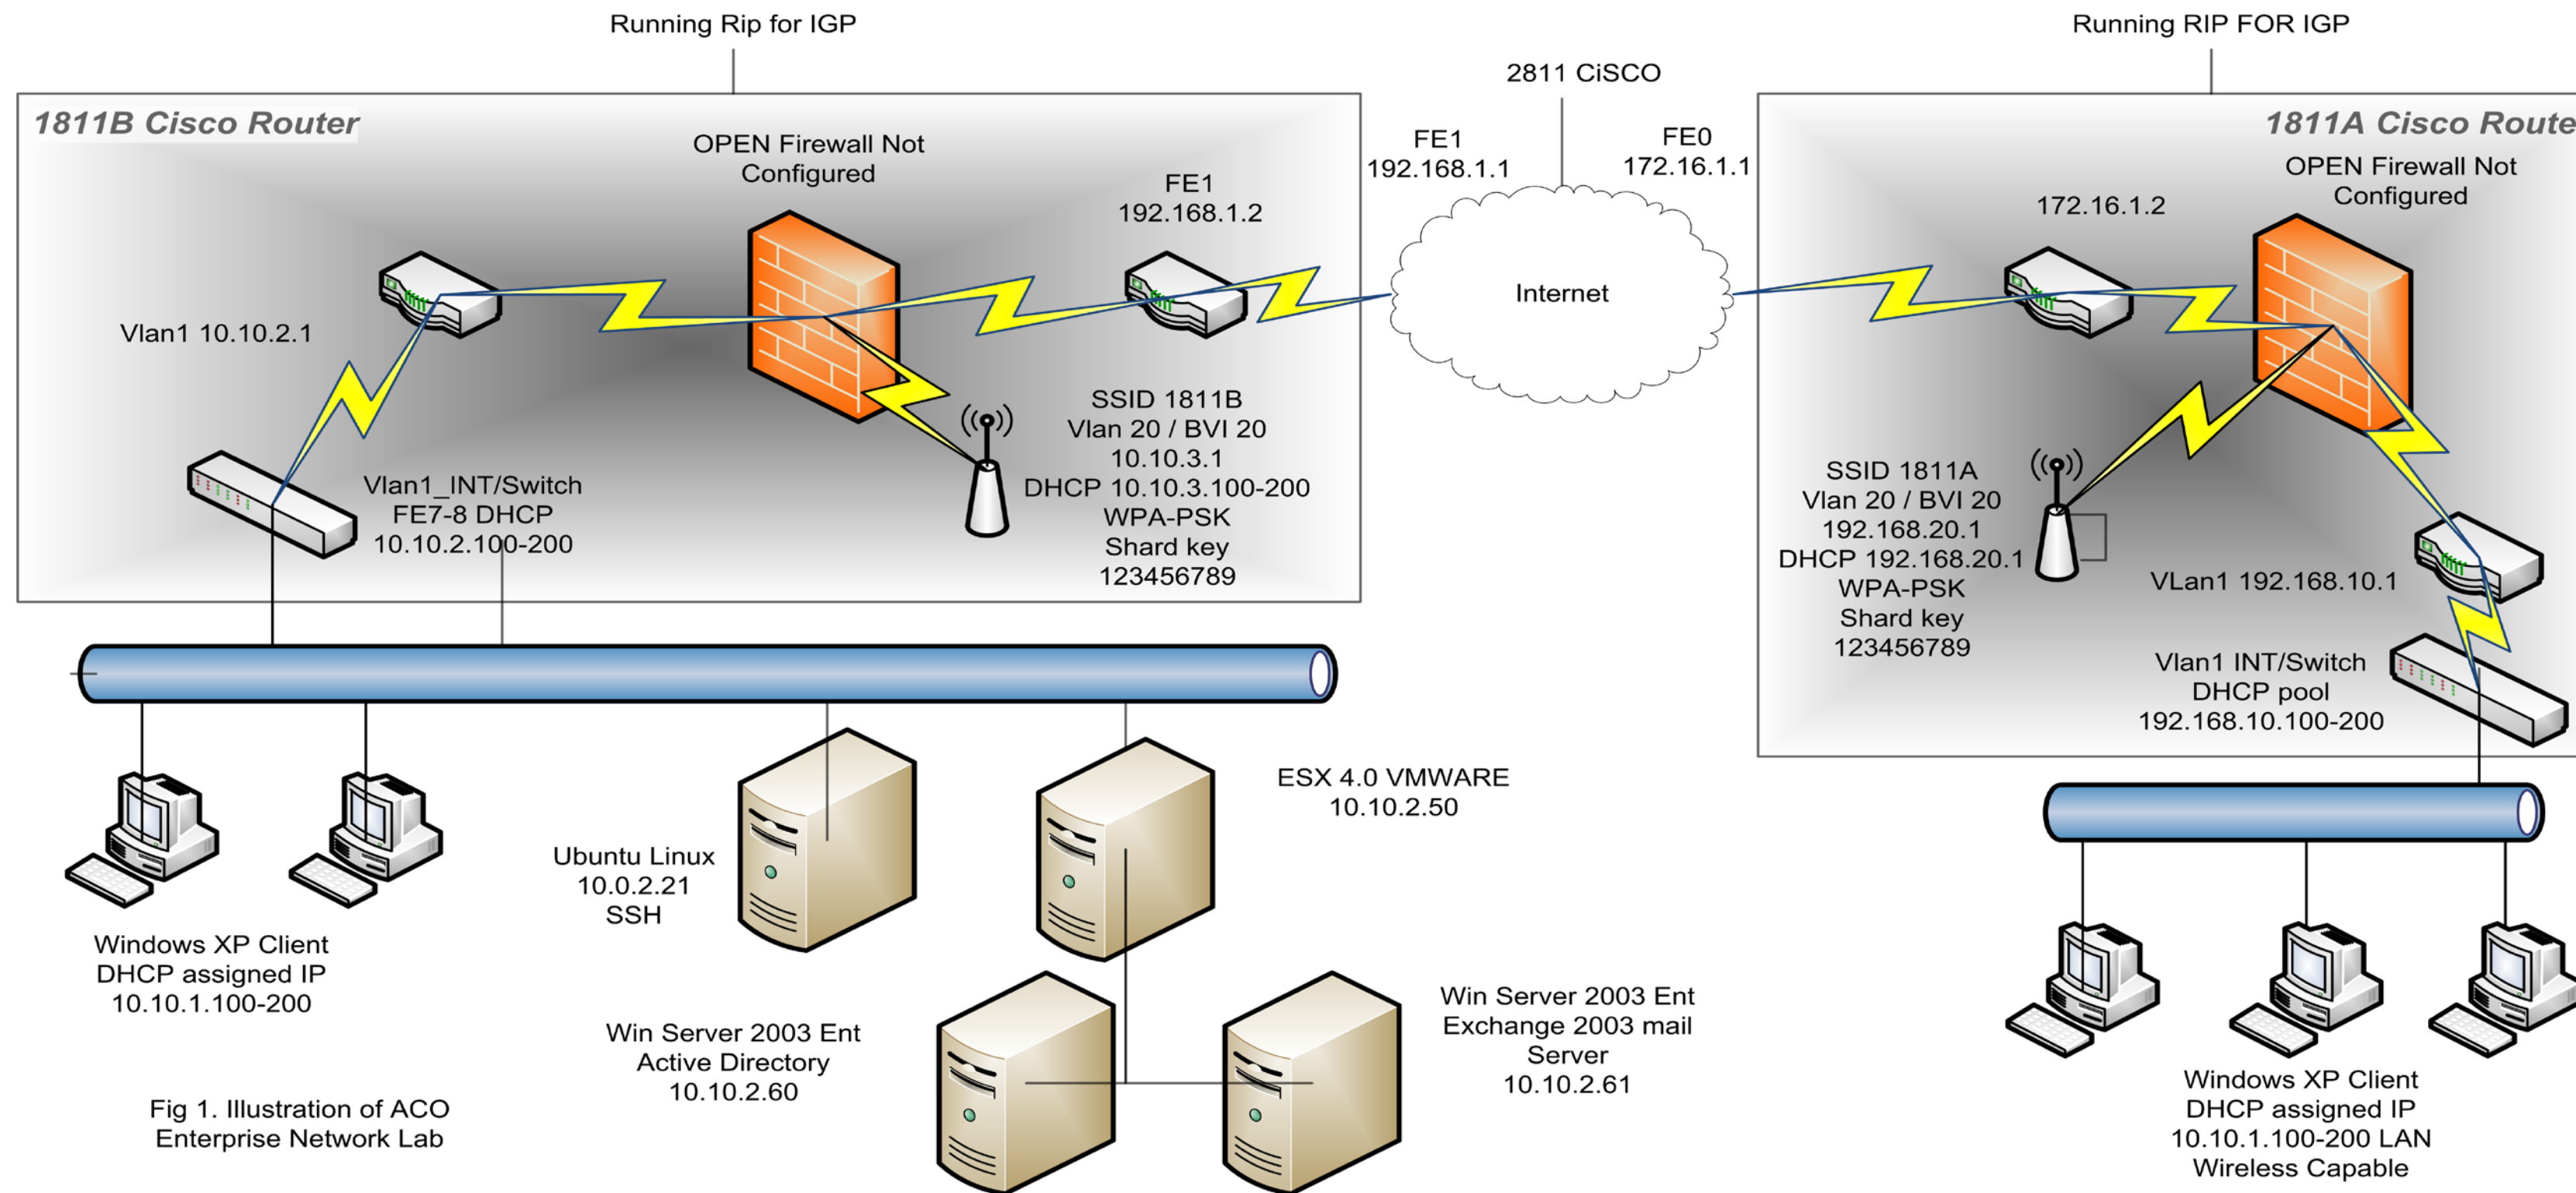 Running Rip for IGP
Running RIP FOR IGP
2811 CiSCO
1811B Cisco Router
OPEN Firewall Not
Configured
FE1
192.168.1.2
FE1
192.168.1.1
FE0
172.16.1.1
1811A Cisco Route
OPEN Firewall Not
Configured
172.16.1.2
Internet
Vlan1 10.10.2.1
Vlan1_INT/Switch
FE7-8 DHCP
10.10.2.100-200
SSID 1811B
Vlan 20 / BVI 20
10.10.3.1
DHCP 10.10.3.100-200
WPA-PSK
Shard key
123456789
SSID 1811A
Vlan 20 / BVI 20
192.168.20.1
DHCP 192.168.20.1
WPA-PSK
Shard key
123456789
VLan1 192.168.10.1
Vlan1 INT/Switch
DHCP pool
192.168.10.100-200
ESX 4.0 VMWARE
10.10.2.50
Ubuntu Linux
10.0.2.21
SSH
Windows XP Client
DHCP assigned IP
10.10.1.100-200
Win Server 2003 Ent
Active Directory
10.10.2.60
Win Server 2003 Ent
Exchange 2003 mail
Server
10.10.2.61
Windows XP Client
DHCP assigned IP
10.10.1.100-200 LAN
Wireless Capable
Fig 1. Illustration of ACO
Enterprise Network Lab